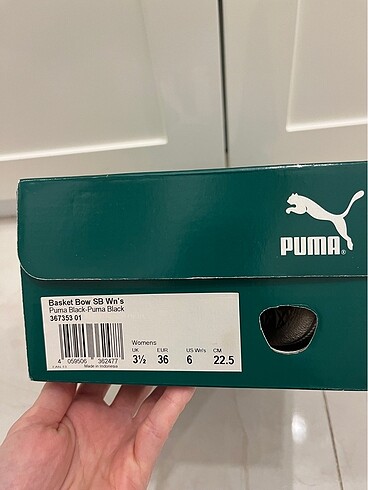 PUMA®
Basket Bow SB Wn's
Puma Black-Puma Black
367353 01
4 059506 362477
Made in Indonesia
Womens
UK EUR US Wn's CM
3½ 36 6 22.5